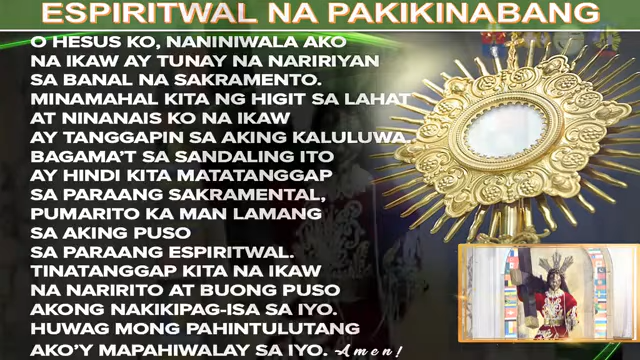 ESPIRITWAL NA PAKIKINABANG
O HESUS KO, NANINIWALA AKO
NA IKAW AY TUNAY NA NARIRIYAN
SA BANAL NA SAKRAMENTO.
MINAMAHAL KITA NG HIGIT SA LAHAT
AT NINANAIS KO NA IKAW
AY TANGGAPIN SA AKING KALULUWA.
BAGAMA'T SA SANDALING ITO
AY HINDI KITA MATATANGGAP
SA PARAANG SAKRAMENTAL,
PUMARITO KA MAN LAMANG
SA AKING PUSO
SA PARAANG ESPIRITWAL.
TINATANGGAP KITA NA IKAW
NA NARIRITO AT BUONG PUSO
AKONG NAKIKIPAG-ISA SA IYO.
HUWAG MONG PAHINTULUTANG
AKO'Y MAPAHIWALAY SA IYO. Amen!